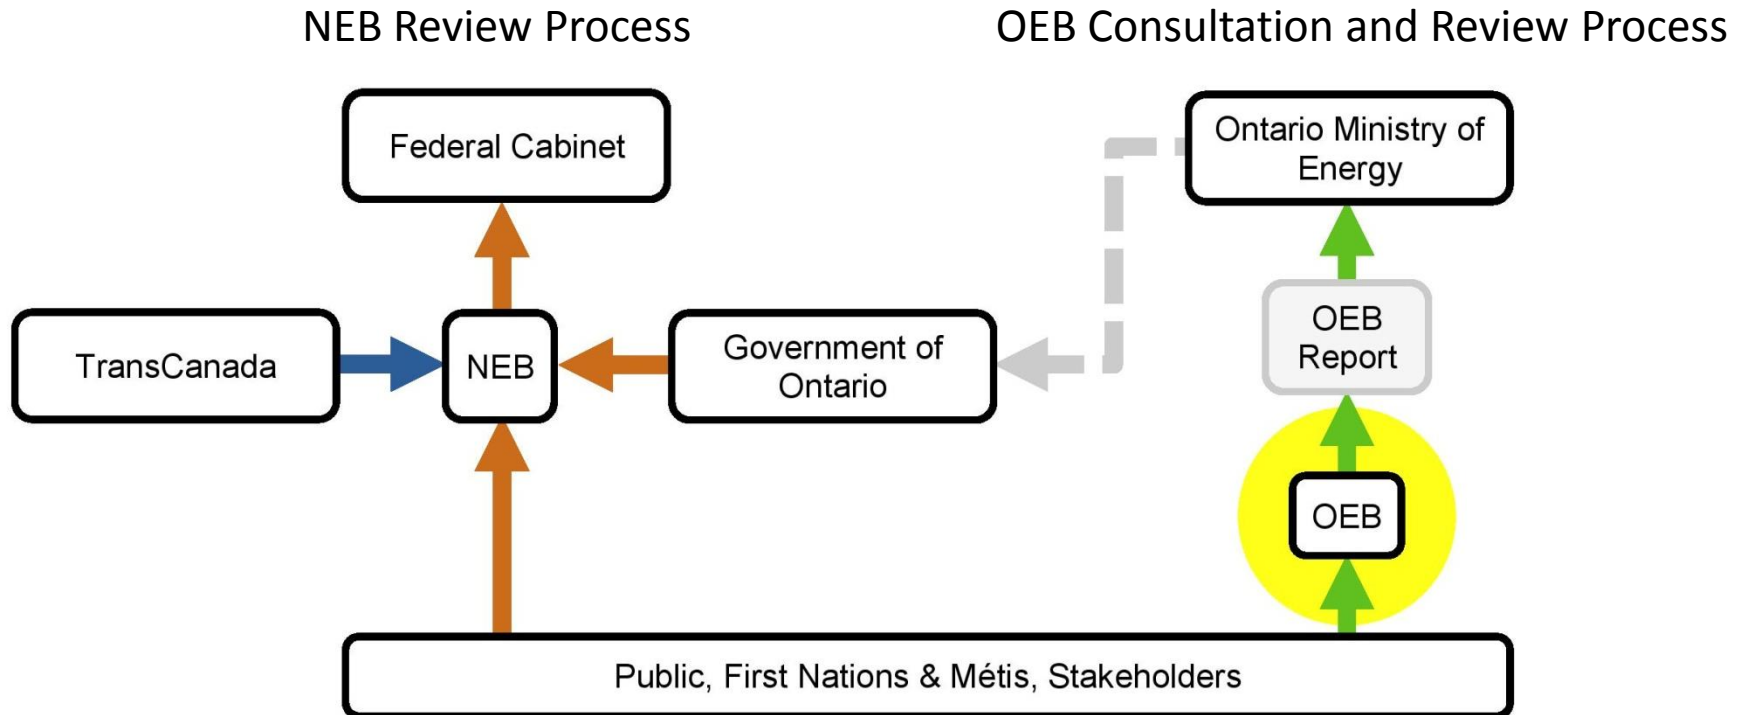 NEB Review Process
OEB Consultation and Review Process
Federal Cabinet
Ontario Ministry of
Energy
TransCanada
NEB
Government of
Ontario
OEB
Report
OEB
Public, First Nations & Métis, Stakeholders